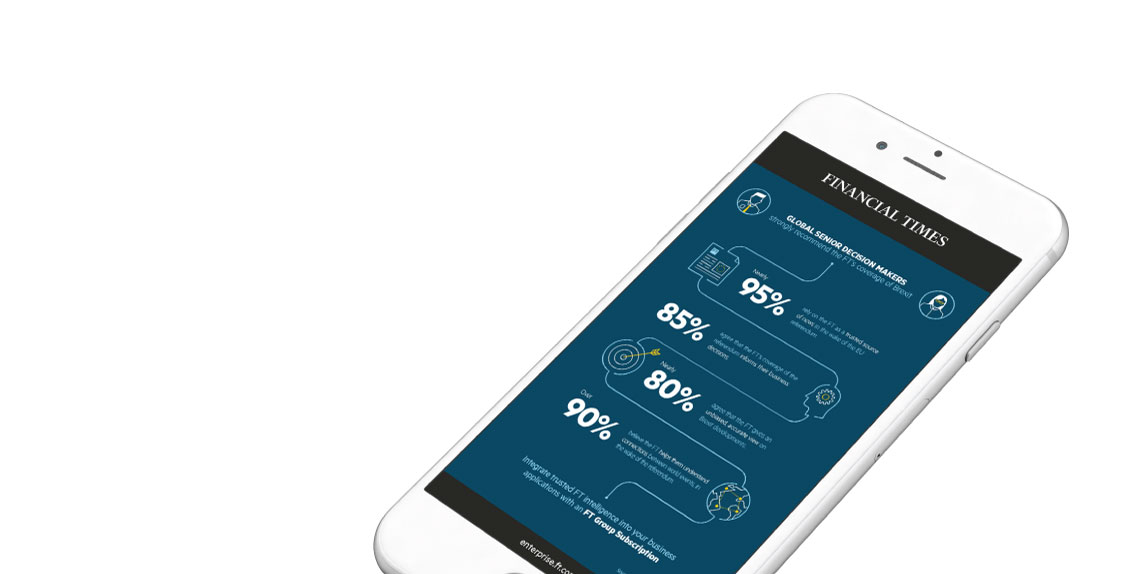 FINANCIAL TIMES
GLOBAL SENIOR DECISION MAKERS
strongly recommend the FT's coverage of Brexit
Nearly
95%
rely on the FT as a trusted source
of news in the wake of the EU
referendum
85%
agree that the FT's coverage of the
referendum informs their business
decisions
Nearly
80%
agree that the FT gives an
unbiased, accurate view on
Brexit developments
Over
90%
believe the FT helps them understand
connections between world events, in
the wake of the referendum
Integrate trusted FT intelligence into your business
applications with an FT Group Subscription
enterprise.ft.com